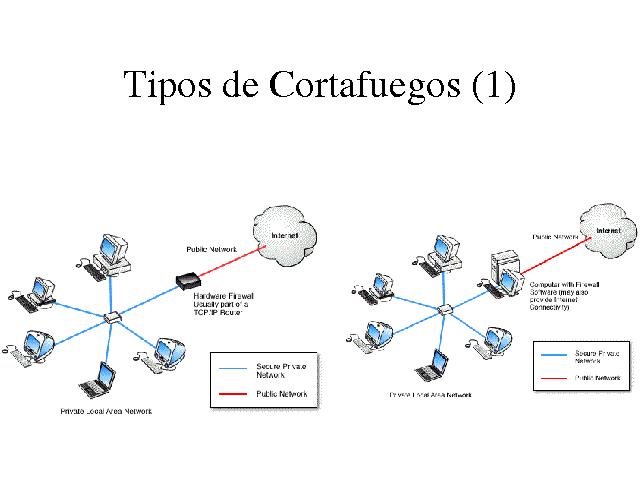 Tipos de Cortafuegos (1)
Internet
Public Network
Hardware Firewall
Usually part of a
TCP/IP Router
Secure Private
Network
Public Network
Private Local Area Network
Internet
Public Network
Computer with Firewall
Software (may also
provide Internet
Connectivity)
Secure Private
Network
Public Network
Private Local Area Network